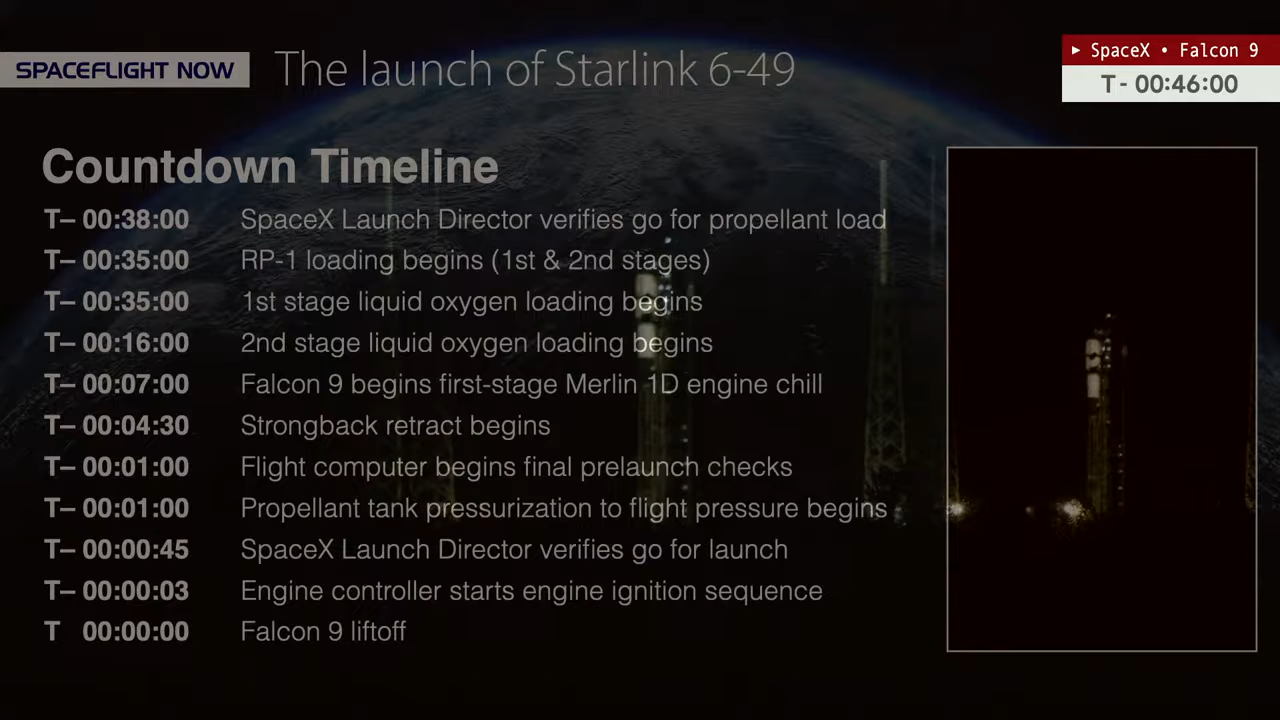 SPACEFLIGHT NOW
The launch of Starlink 6-49
▶ SpaceX • Falcon 9
T - 00:46:00
Countdown Timeline
T– 00:38:00 SpaceX Launch Director verifies go for propellant load
T– 00:35:00 RP-1 loading begins (1st & 2nd stages)
T– 00:35:00 1st stage liquid oxygen loading begins
T– 00:16:00 2nd stage liquid oxygen loading begins
T– 00:07:00 Falcon 9 begins first-stage Merlin 1D engine chill
T– 00:04:30 Strongback retract begins
T– 00:01:00 Flight computer begins final prelaunch checks
T– 00:01:00 Propellant tank pressurization to flight pressure begins
T– 00:00:45 SpaceX Launch Director verifies go for launch
T– 00:00:03 Engine controller starts engine ignition sequence
T 00:00:00 Falcon 9 liftoff